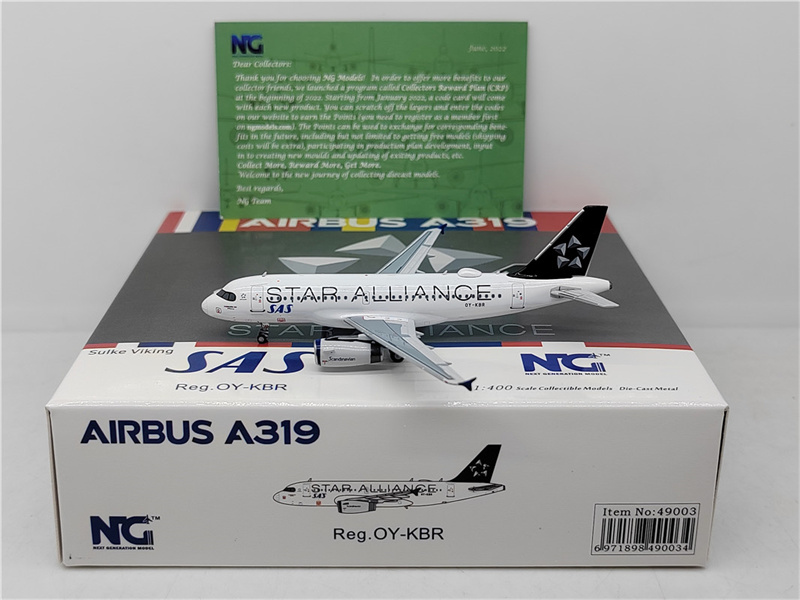 NG
June, 2022
Dear Collectors:
Thank you for choosing NG Models! In order to offer more benefits to our
collector friends, we launched a program called Collectors Reward Plan (CRP)
at the beginning of 2022. Starting from January 2022, a code card will come
with each new product. You can scratch off the layers and enter the codes
on our website to earn the Points (you need to register as a member first
on ngmodels.com). The Points can be used to exchange for corresponding bene-
fits in the future, including but not limited to getting free models (shipping
costs will be extra), participating in production plan development, input
in to creating new moulds and updating of exiting products, etc.
Collect More, Reward More, Get More.
Welcome to the new journey of collecting diecast models.
Best regards,
NG Team
AIRBUS A319
STAR ALLIANCE
SAS
OY-KBR
Scandinavian
STAR ALLIANCE
Sulke Viking
SAS
Reg.OY-KBR
NG™
NEXT GENERATION MODEL
1:400 Scale Collectible Models Die-Cast Metal
AIRBUS A319
STAR ALLIANCE
SAS
NG™
NEXT GENERATION MODEL
Reg.OY-KBR
Item No:49003
6 971898 490034